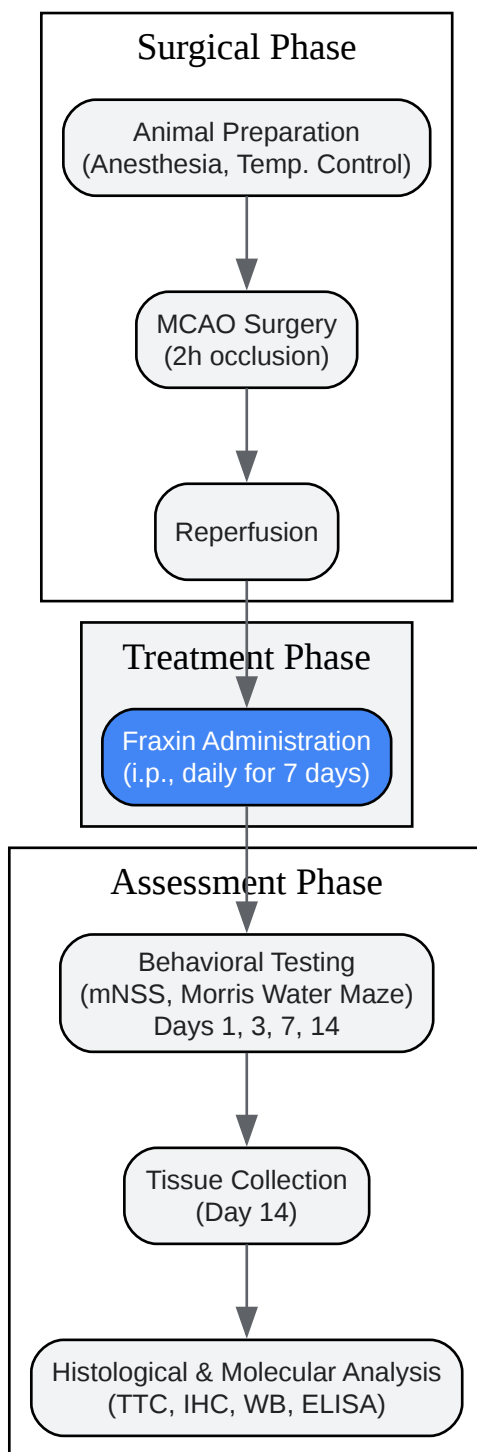 Surgical Phase
Animal Preparation
(Anesthesia, Temp. Control)
MCAO Surgery
(2h occlusion)
Reperfusion
Treatment Phase
Fraxin Administration
(i.p., daily for 7 days)
Assessment Phase
Behavioral Testing
(mNSS, Morris Water Maze)
Days 1, 3, 7, 14
Tissue Collection
(Day 14)
Histological & Molecular Analysis
(TTC, IHC, WB, ELISA)